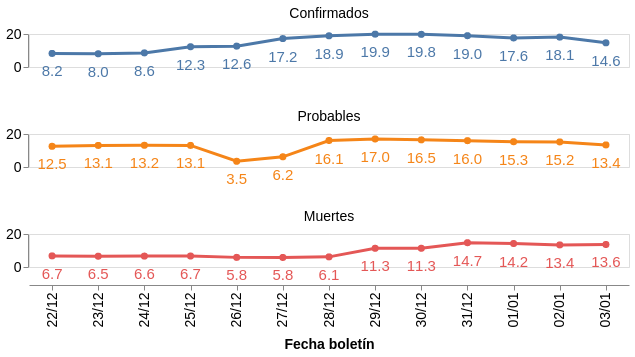 Confirmados
20
0
8.2 8.0 8.6 12.3 12.6 17.2 18.9 19.9 19.8 19.0 17.6 18.1 14.6
Probables
20
0
12.5 13.1 13.2 13.1 3.5 6.2 16.1 17.0 16.5 16.0 15.3 15.2 13.4
Muertes
20
0
6.7 6.5 6.6 6.7 5.8 5.8 6.1 11.3 11.3 14.7 14.2 13.4 13.6
22/12 23/12 24/12 25/12 26/12 27/12 28/12 29/12 30/12 31/12 01/01 02/01 03/01
Fecha boletín